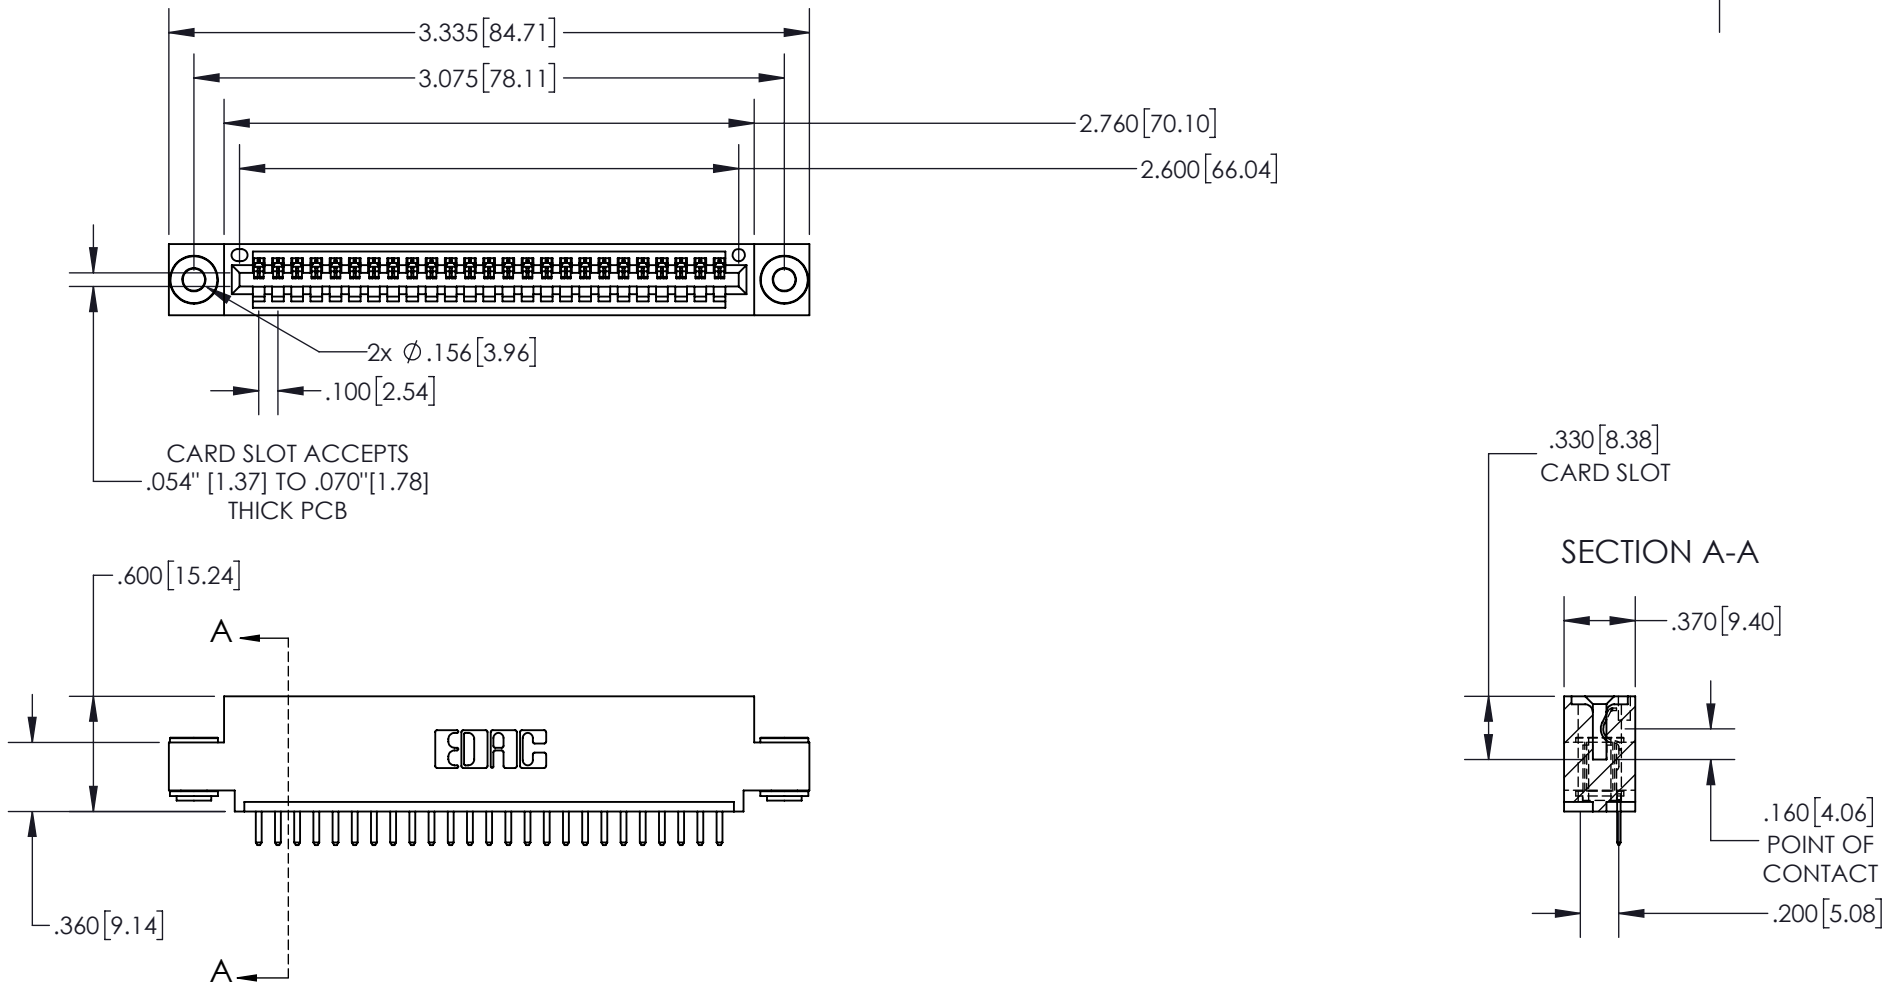 3.335[84.71]
3.075[78.11]
2.760[70.10]
2.600[66.04]
2x Ø.156[3.96]
.100[2.54]
CARD SLOT ACCEPTS
.054" [1.37] TO .070"[1.78]
THICK PCB
.330[8.38]
CARD SLOT
SECTION A-A
.600[15.24]
A
.370[9.40]
EDAC
.160[4.06]
POINT OF
CONTACT
.360[9.14]
.200[5.08]
A